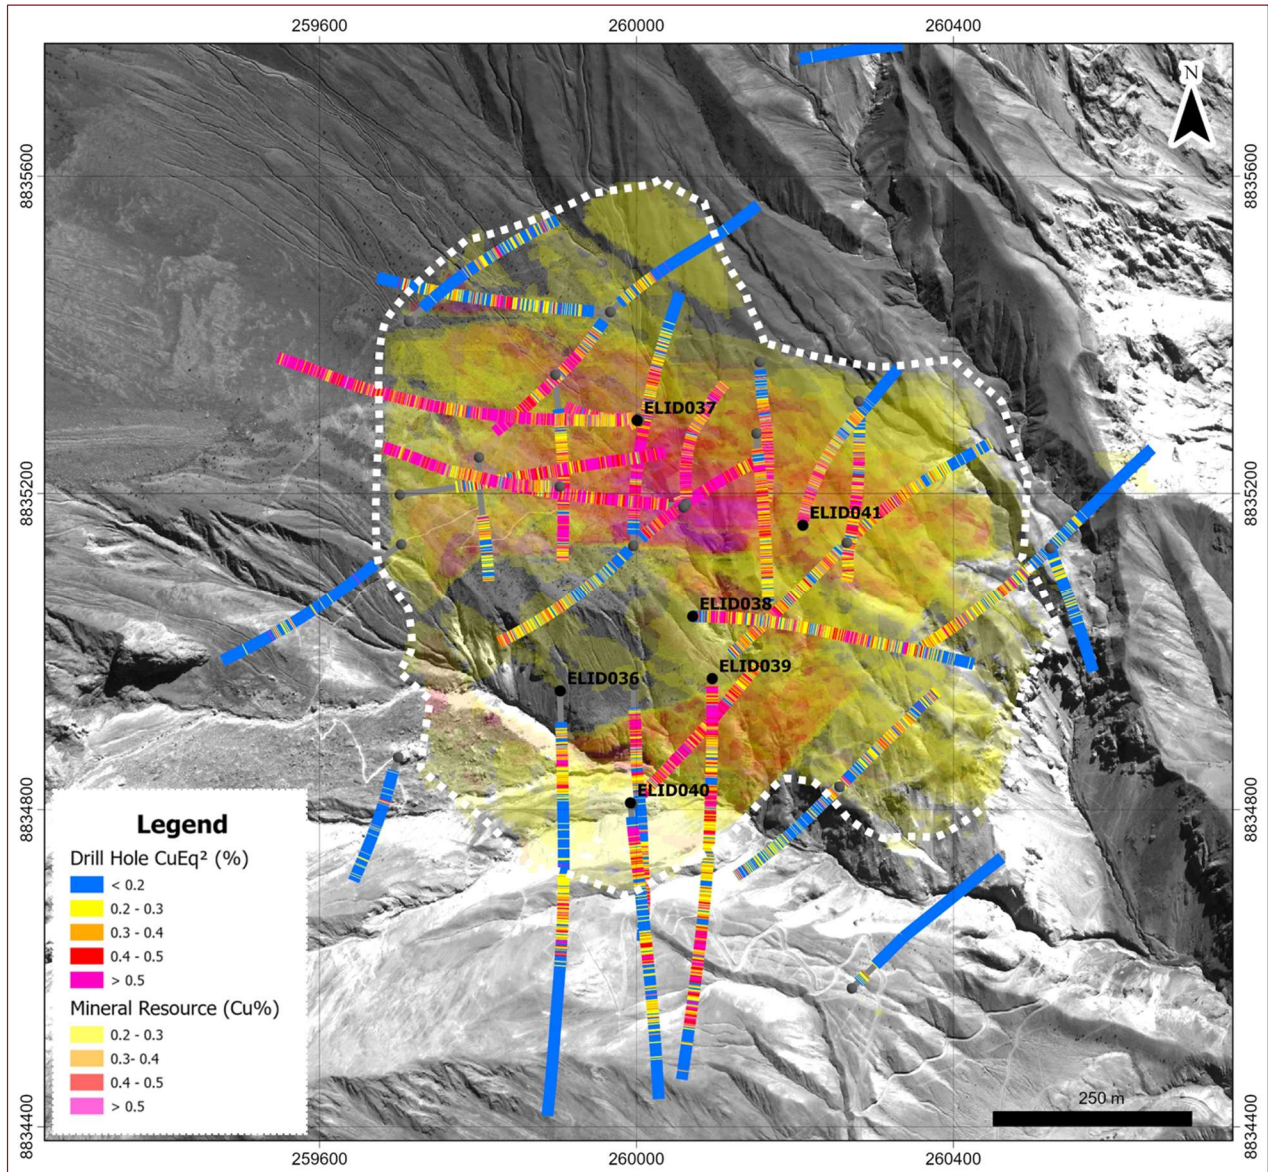 259600 260000 260400
N
8835600 8835600
ELID037
8835200 8835200
ELID041
ELID038
ELID039
ELID036
ELID040
8834800 8834800
Legend
Drill Hole CuEq² (%)
< 0.2
0.2 - 0.3
0.3 - 0.4
0.4 - 0.5
> 0.5
Mineral Resource (Cu%)
0.2 - 0.3
0.3- 0.4
0.4 - 0.5
> 0.5
250 m
8834400 8834400
259600 260000 260400